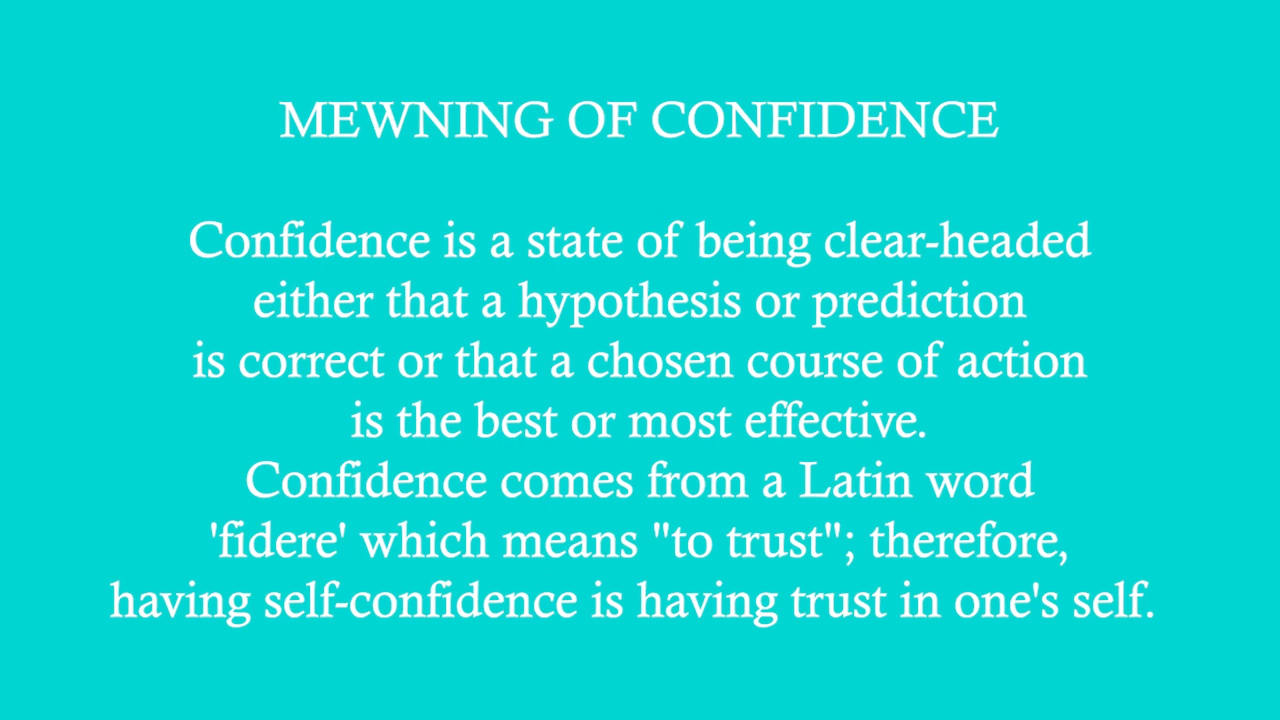 MEWNING OF CONFIDENCE
Confidence is a state of being clear-headed
either that a hypothesis or prediction
is correct or that a chosen course of action
is the best or most effective.
Confidence comes from a Latin word
'fidere' which means "to trust"; therefore,
having self-confidence is having trust in one's self.